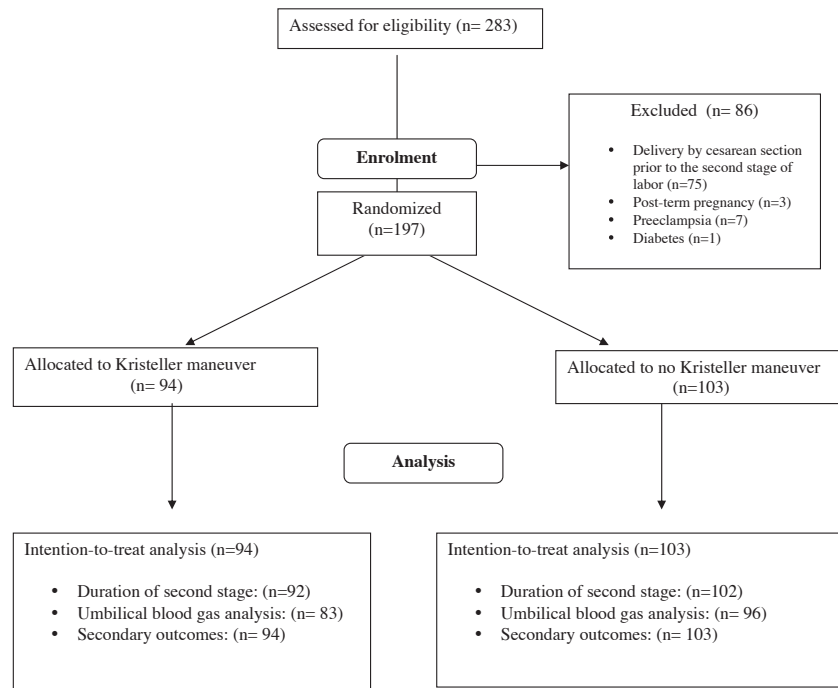 Assessed for eligibility (n= 283)
Excluded (n= 86)
• Delivery by cesarean section
prior to the second stage of
labor (n=75)
• Post-term pregnancy (n=3)
• Preeclampsia (n=7)
• Diabetes (n=1)
Enrolment
Randomized
(n=197)
Allocated to Kristeller maneuver
(n= 94)
Allocated to no Kristeller maneuver
(n=103)
Analysis
Intention-to-treat analysis (n=94)
• Duration of second stage: (n=92)
• Umbilical blood gas analysis: (n= 83)
• Secondary outcomes: (n= 94)
Intention-to-treat analysis (n=103)
• Duration of second stage: (n=102)
• Umbilical blood gas analysis: (n= 96)
• Secondary outcomes: (n= 103)